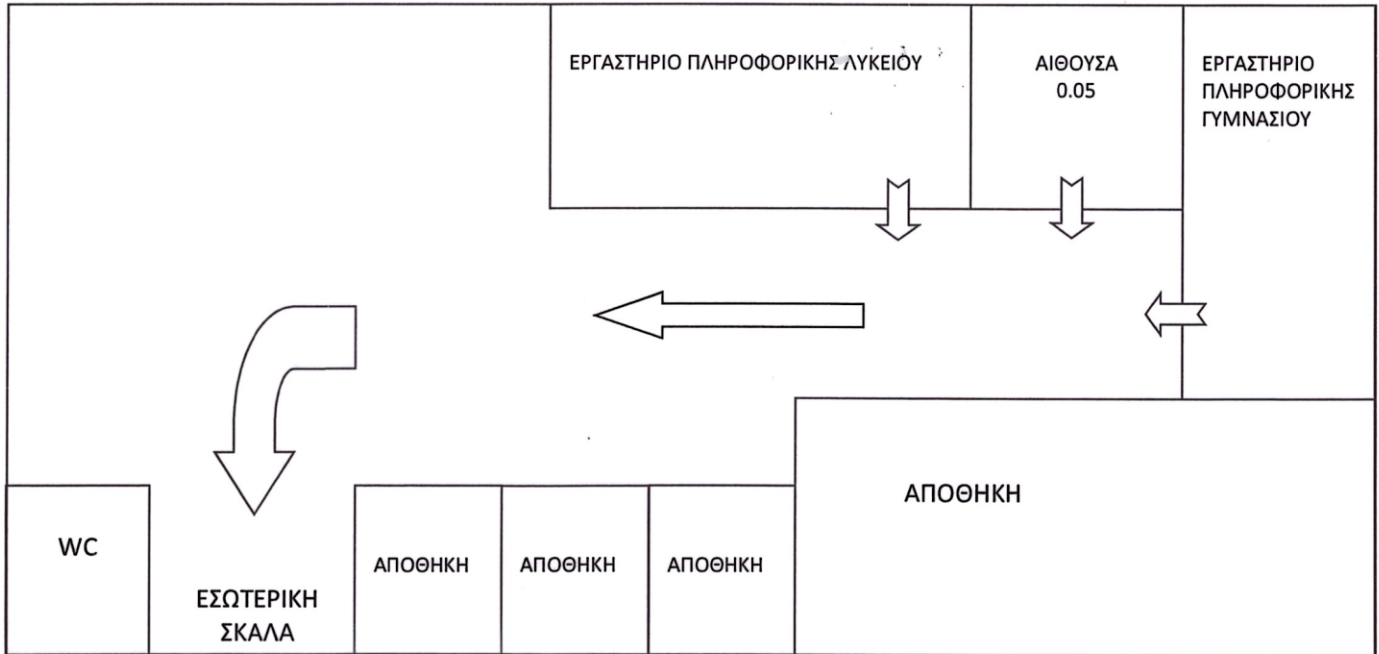 ΕΡΓΑΣΤΗΡΙΟ ΠΛΗΡΟΦΟΡΙΚΗΣ ΛΥΚΕΙΟΥ
ΑΙΘΟΥΣΑ
0.05
ΕΡΓΑΣΤΗΡΙΟ
ΠΛΗΡΟΦΟΡΙΚΗΣ
ΓΥΜΝΑΣΙΟΥ
ΑΠΟΘΗΚΗ
WC
ΕΣΩΤΕΡΙΚΗ
ΣΚΑΛΑ
ΑΠΟΘΗΚΗ
ΑΠΟΘΗΚΗ
ΑΠΟΘΗΚΗ